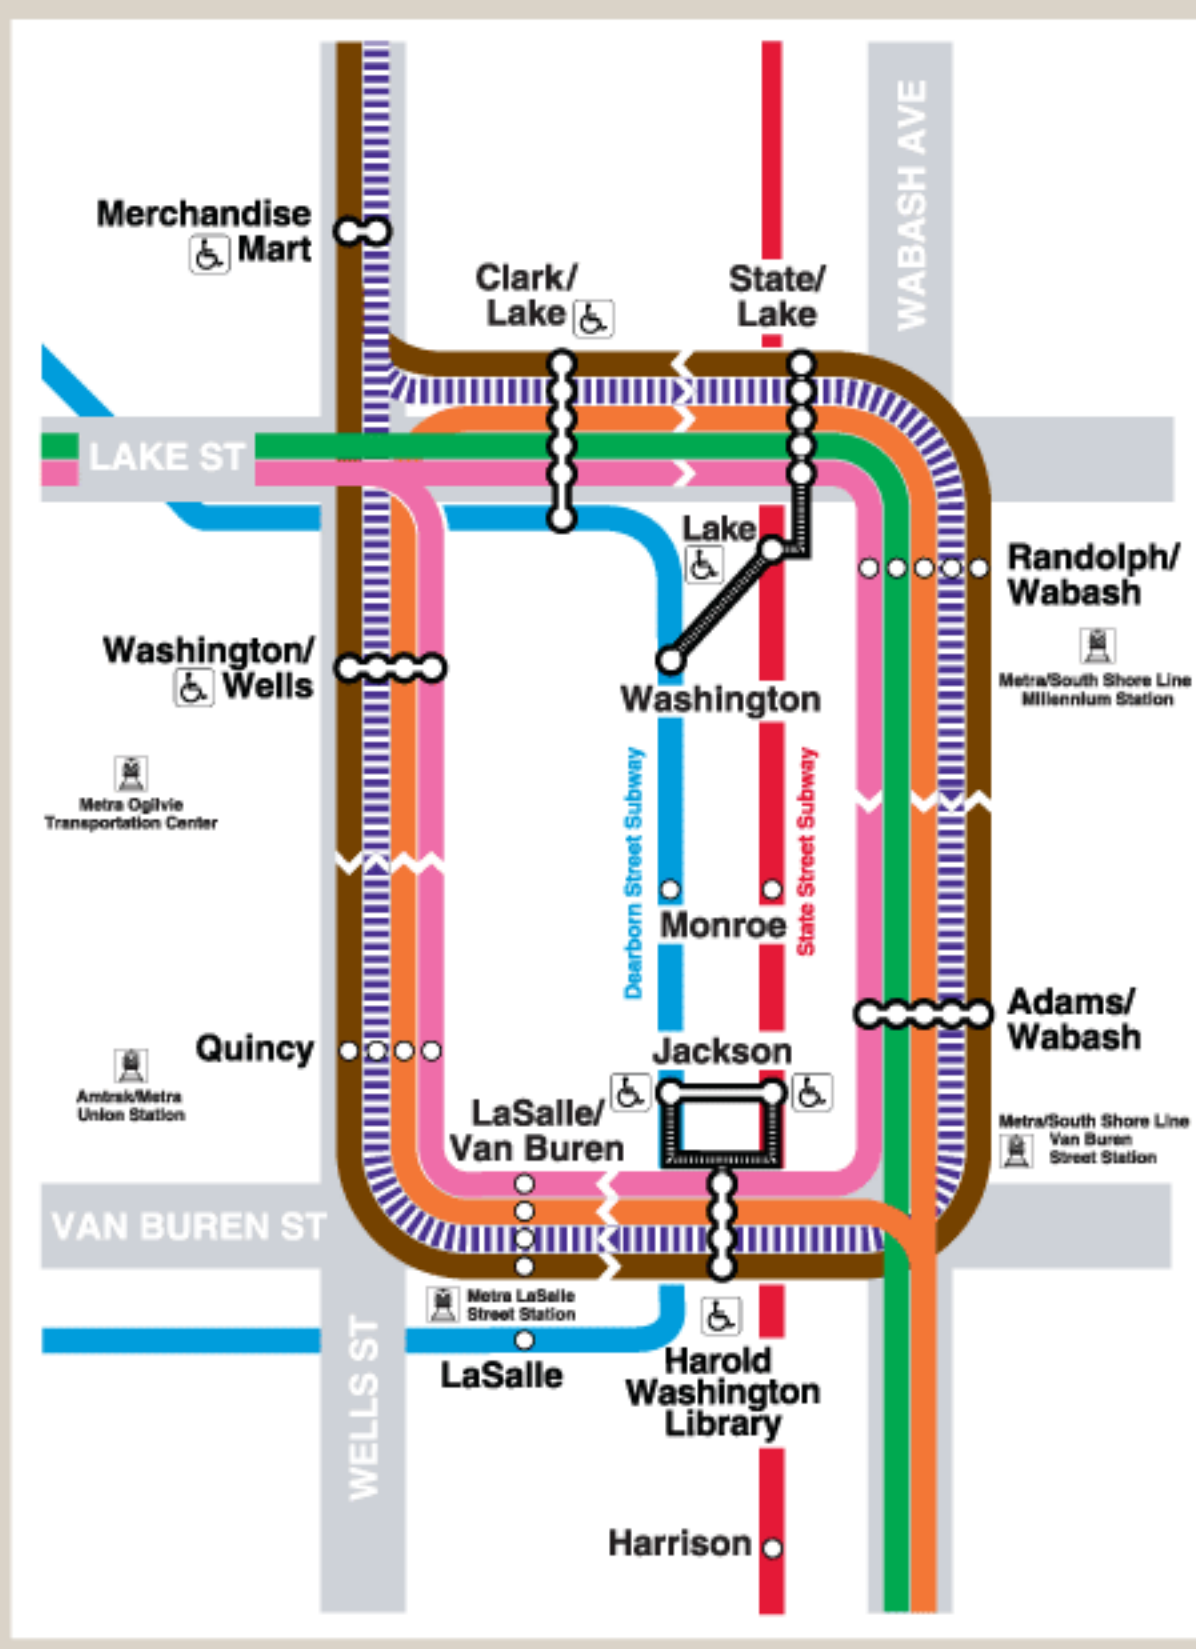 WABASH AVE
Merchandise
Mart
Clark/
Lake
State/
Lake
LAKE ST
Lake
Randolph/
Wabash
Washington/
Wells
Metra/South Shore Line
Millennium Station
Washington
Metra Ogilvie
Transportation Center
Dearborn Street Subway
State Street Subway
Monroe
Adams/
Wabash
Quincy
Jackson
Amtrak/Metra
Union Station
LaSalle/
Van Buren
Metra/South Shore Line
Van Buren
Street Station
VAN BUREN ST
Metra LaSalle
Street Station
WELLS ST
LaSalle
Harold
Washington
Library
Harrison